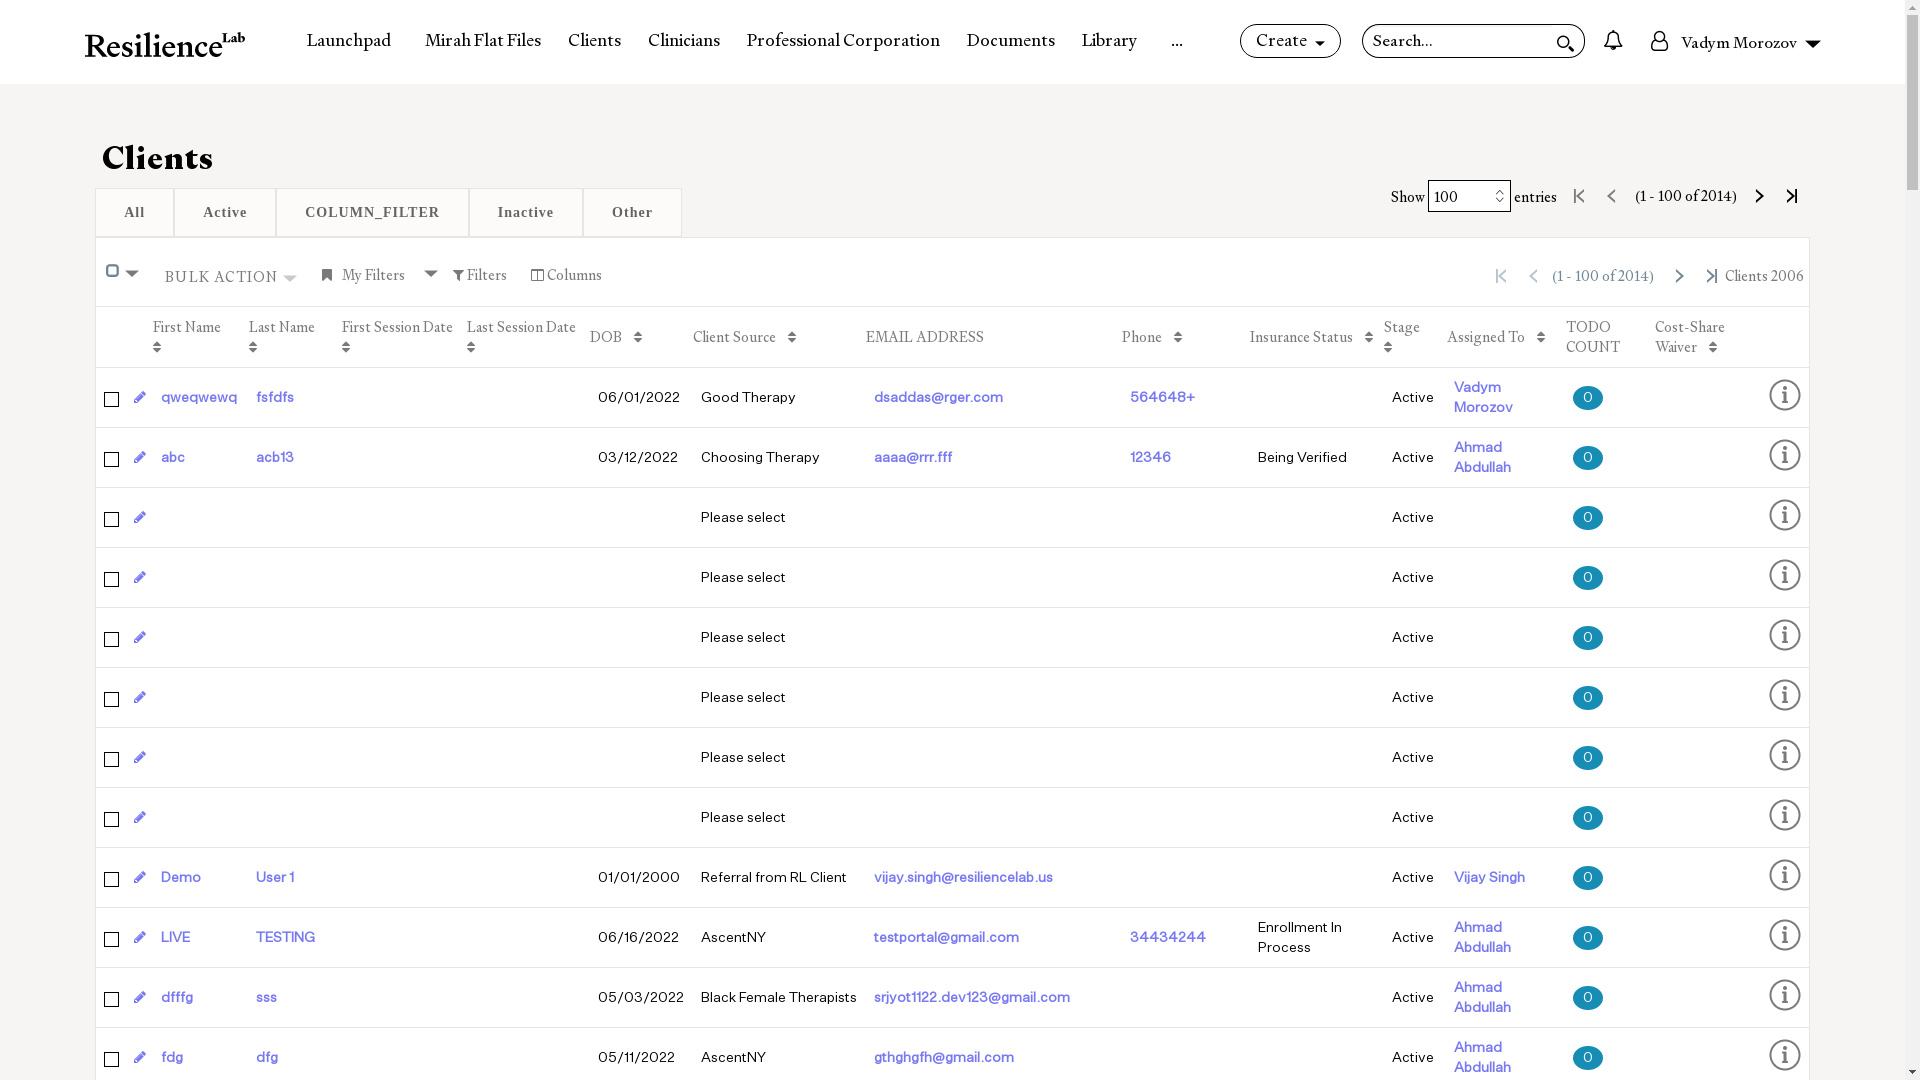 ResilienceLab Launchpad Mirah Flat Files Clients Clinicians Professional Corporation Documents Library ... Create Search... Vadym Morozov
Clients
All Active COLUMN_FILTER Inactive Other
Show 100 entries (1 - 100 of 2014)
BULK ACTION My Filters Filters Columns (1 - 100 of 2014) Clients 2006
First Name Last Name First Session Date Last Session Date DOB Client Source EMAIL ADDRESS Phone Insurance Status Stage Assigned To TODO COUNT Cost-Share Waiver
qweqwewq fsfdfs 06/01/2022 Good Therapy dsaddas@rger.com 564648+ Active Vadym Morozov 0
abc acb13 03/12/2022 Choosing Therapy aaaa@rrr.fff 12346 Being Verified Active Ahmad Abdullah 0
Please select Active 0
Please select Active 0
Please select Active 0
Please select Active 0
Please select Active 0
Please select Active 0
Demo User 1 01/01/2000 Referral from RL Client vijay.singh@resiliencelab.us Active Vijay Singh 0
LIVE TESTING 06/16/2022 AscentNY testportal@gmail.com 34434244 Enrollment In Process Active Ahmad Abdullah 0
dfffg sss 05/03/2022 Black Female Therapists srjyot1122.dev123@gmail.com Active Ahmad Abdullah 0
fdg dfg 05/11/2022 AscentNY gthghgfh@gmail.com Active Ahmad Abdullah 0